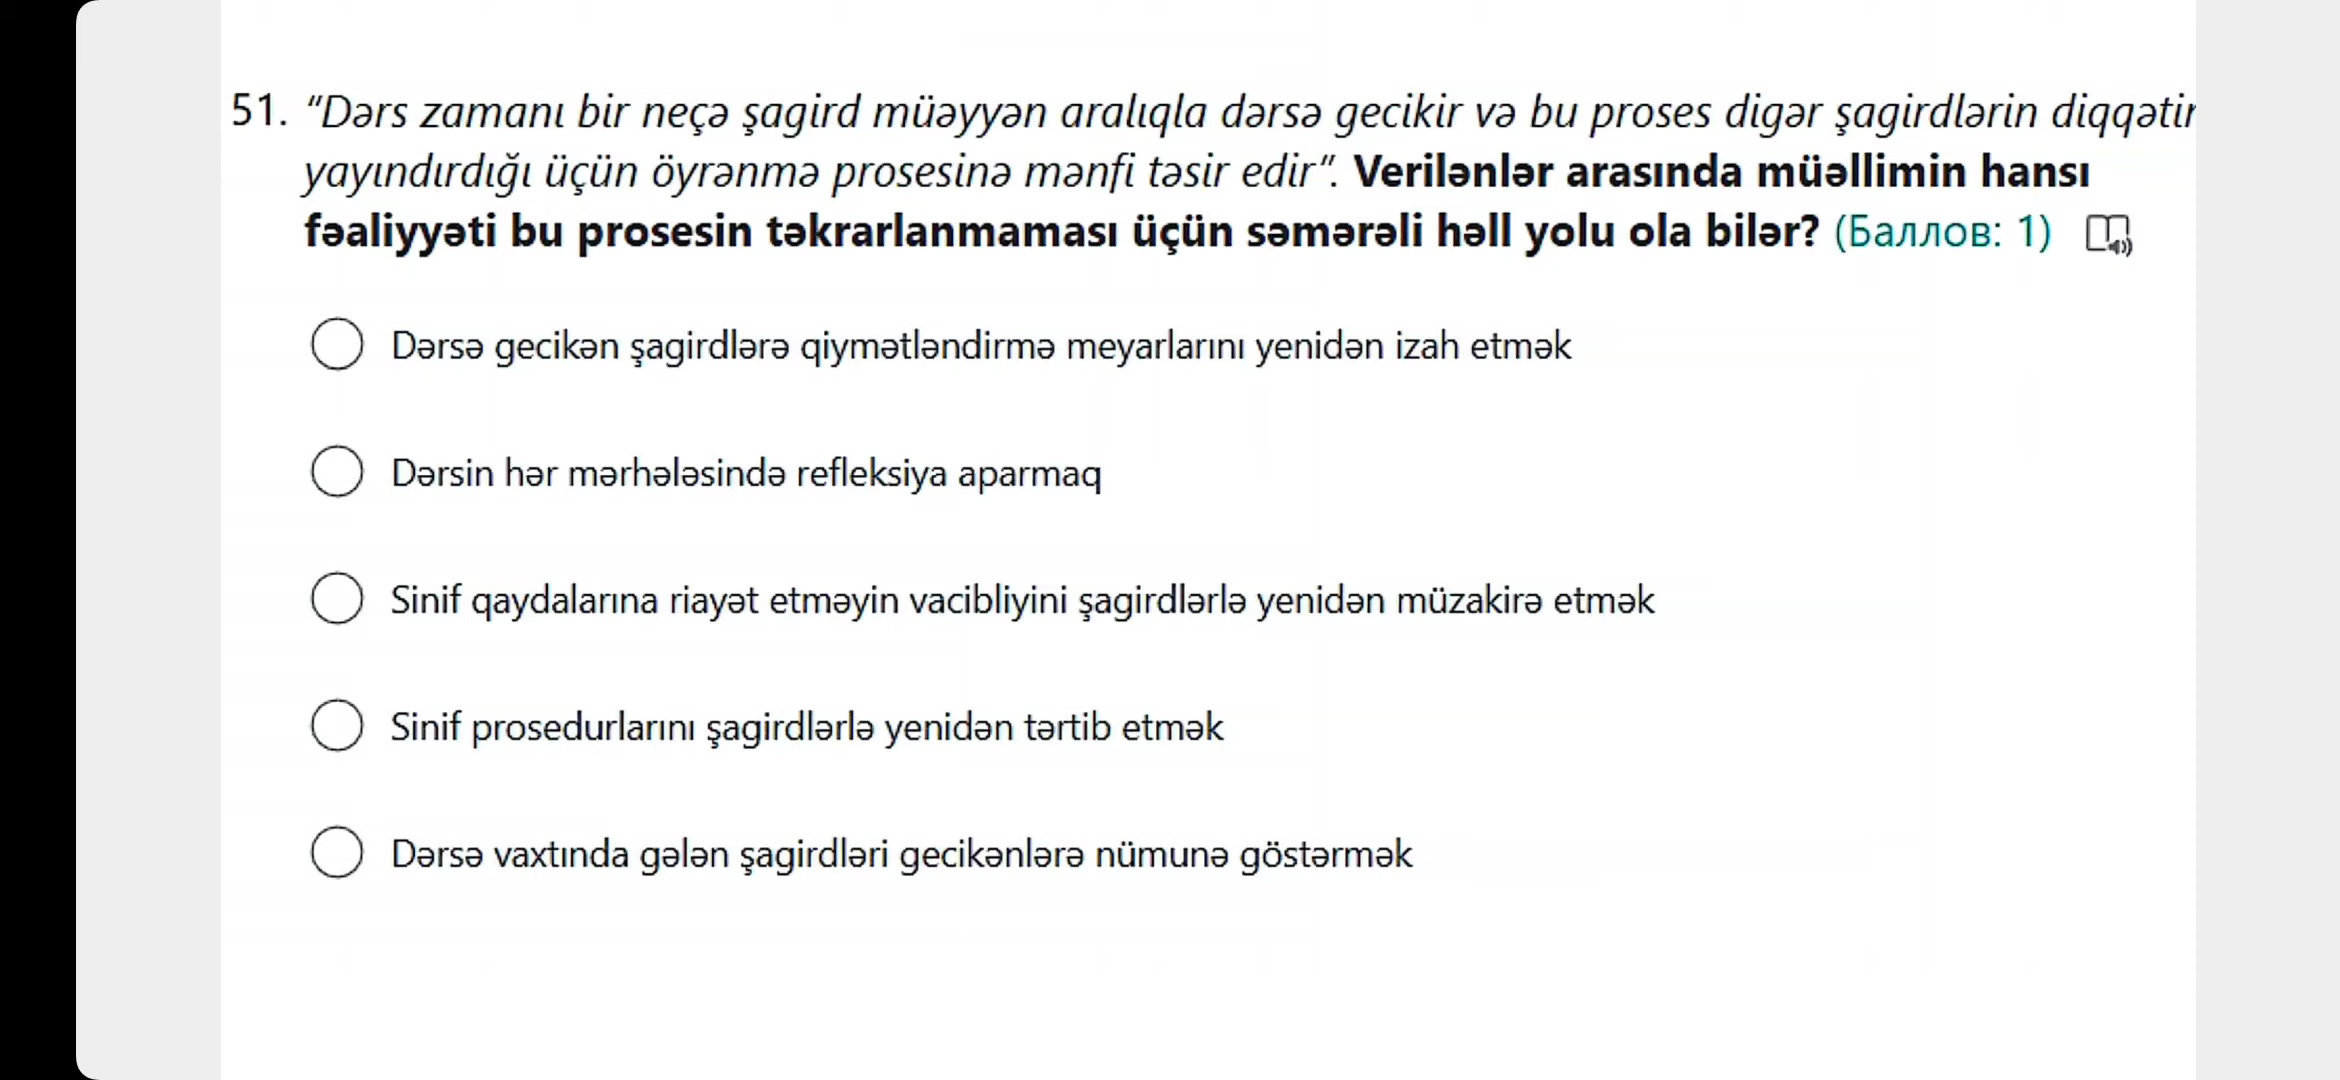 51. "Dərs zamanı bir neçə şagird müəyyən aralıqla dərsə gecikir və bu proses digər şagirdlərin
yayındırdığı üçün öyrənmə prosesinə mənfi təsir edir". Verilənlər arasında müəllimin hansı
fəaliyyəti bu prosesin təkrarlanmaması üçün səmərəli həll yolu ola bilər? (Баллов: 1)
Dərsə gecikən şagirdlərə qiymətləndirmə meyarlarını yenidən izah etmək
Dərsin hər mərhələsində refleksiya aparmaq
Sinif qaydalarına riayət etməyin vacibliyini şagirdlərlə yenidən müzakirə etmək
Sinif prosedurlarını şagirdlərlə yenidən tərtib etmək
Dərsə vaxtında gələn şagirdləri gecikənlərə nümunə göstərmək